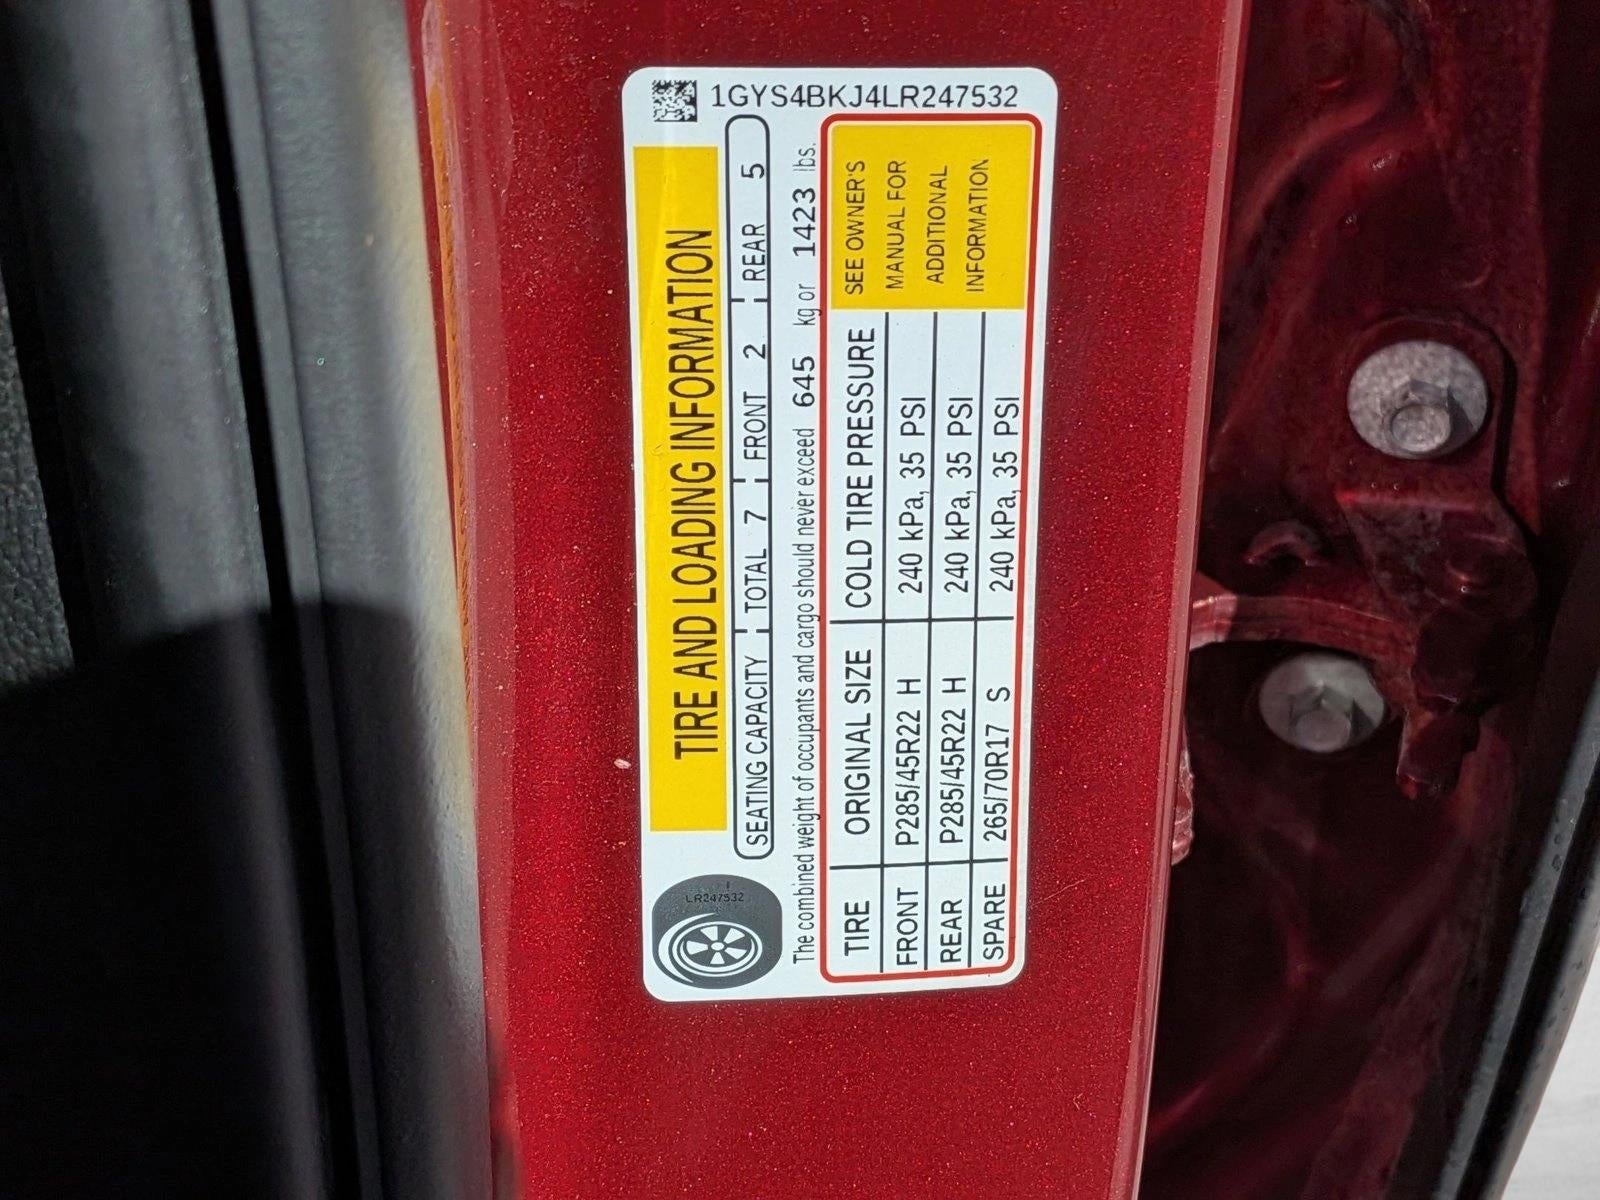 1GYS4BKJ4LR247532
TIRE AND LOADING INFORMATION
SEATING CAPACITY TOTAL 7 FRONT 2 REAR 5
The combined weight of occupants and cargo should never exceed 645 kg or 1423 lbs.
TIRE ORIGINAL SIZE COLD TIRE PRESSURE
FRONT P285/45R22 H 240 kPa, 35 PSI
REAR P285/45R22 H 240 kPa, 35 PSI
SPARE 265/70R17 S 240 kPa, 35 PSI
SEE OWNER'S
MANUAL FOR
ADDITIONAL
INFORMATION
LR247532